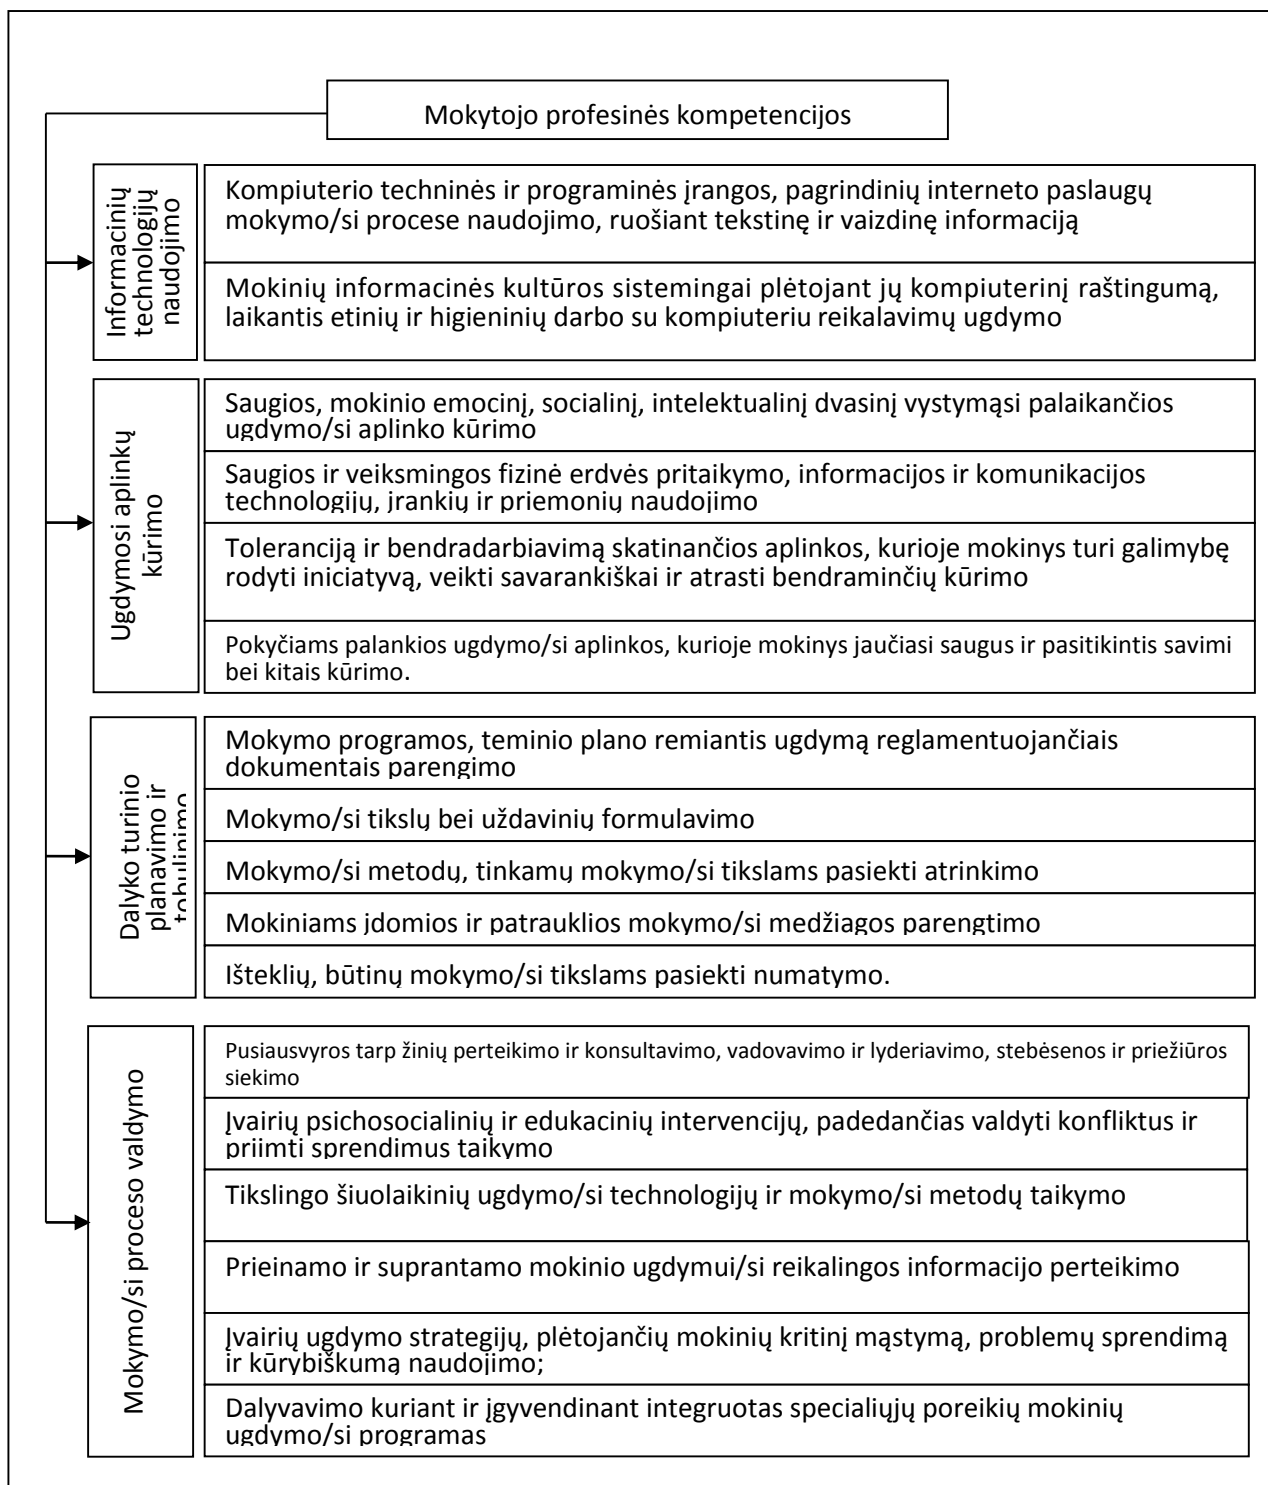 Mokytojo profesinės kompetencijos
Informacinių
technologijų
naudojimo
Kompiuterio techninės ir programinės įrangos, pagrindinių interneto paslaugų
mokymo/si procese naudojimo, ruošiant tekstinę ir vaizdinę informaciją
Mokinių informacinės kultūros sistemingai plėtojant jų kompiuterinį raštingumą,
laikantis etinių ir higieninių darbo su kompiuteriu reikalavimų ugdymo
Ugdymosi aplinkų
kūrimo
Saugios, mokinio emocinį, socialinį, intelektualinį dvasinį vystymąsi palaikančios
ugdymo/si aplinko kūrimo
Saugios ir veiksmingos fizinė erdvės pritaikymo, informacijos ir komunikacijos
technologijų, įrankių ir priemonių naudojimo
Toleranciją ir bendradarbiavimą skatinančios aplinkos, kurioje mokinys turi galimybę
rodyti iniciatyvą, veikti savarankiškai ir atrasti bendraminčių kūrimo
Pokyčiams palankios ugdymo/si aplinkos, kurioje mokinys jaučiasi saugus ir pasitikintis savimi
bei kitais kūrimo.
Dalyko turinio
planavimo ir
tobulinimo
Mokymo programos, teminio plano remiantis ugdymą reglamentuojančiais
dokumentais parengimo
Mokymo/si tikslų bei uždavinių formulavimo
Mokymo/si metodų, tinkamų mokymo/si tikslams pasiekti atrinkimo
Mokiniams įdomios ir patrauklios mokymo/si medžiagos parengtimo
Išteklių, būtinų mokymo/si tikslams pasiekti numatymo.
Mokymo/si proceso valdymo
Pusiausvyros tarp žinių perteikimo ir konsultavimo, vadovavimo ir lyderiavimo, stebėsenos ir priežiūros
siekimo
Įvairių psichosocialinių ir edukacinių intervencijų, padedančias valdyti konfliktus ir
priimti sprendimus taikymo
Tikslingo šiuolaikinių ugdymo/si technologijų ir mokymo/si metodų taikymo
Prieinamo ir suprantamo mokinio ugdymui/si reikalingos informacijo perteikimo
Įvairių ugdymo strategijų, plėtojančių mokinių kritinį mąstymą, problemų sprendimą
ir kūrybiškumą naudojimo;
Dalyvavimo kuriant ir įgyvendinant integruotas specialiųjų poreikių mokinių
ugdymo/si programas